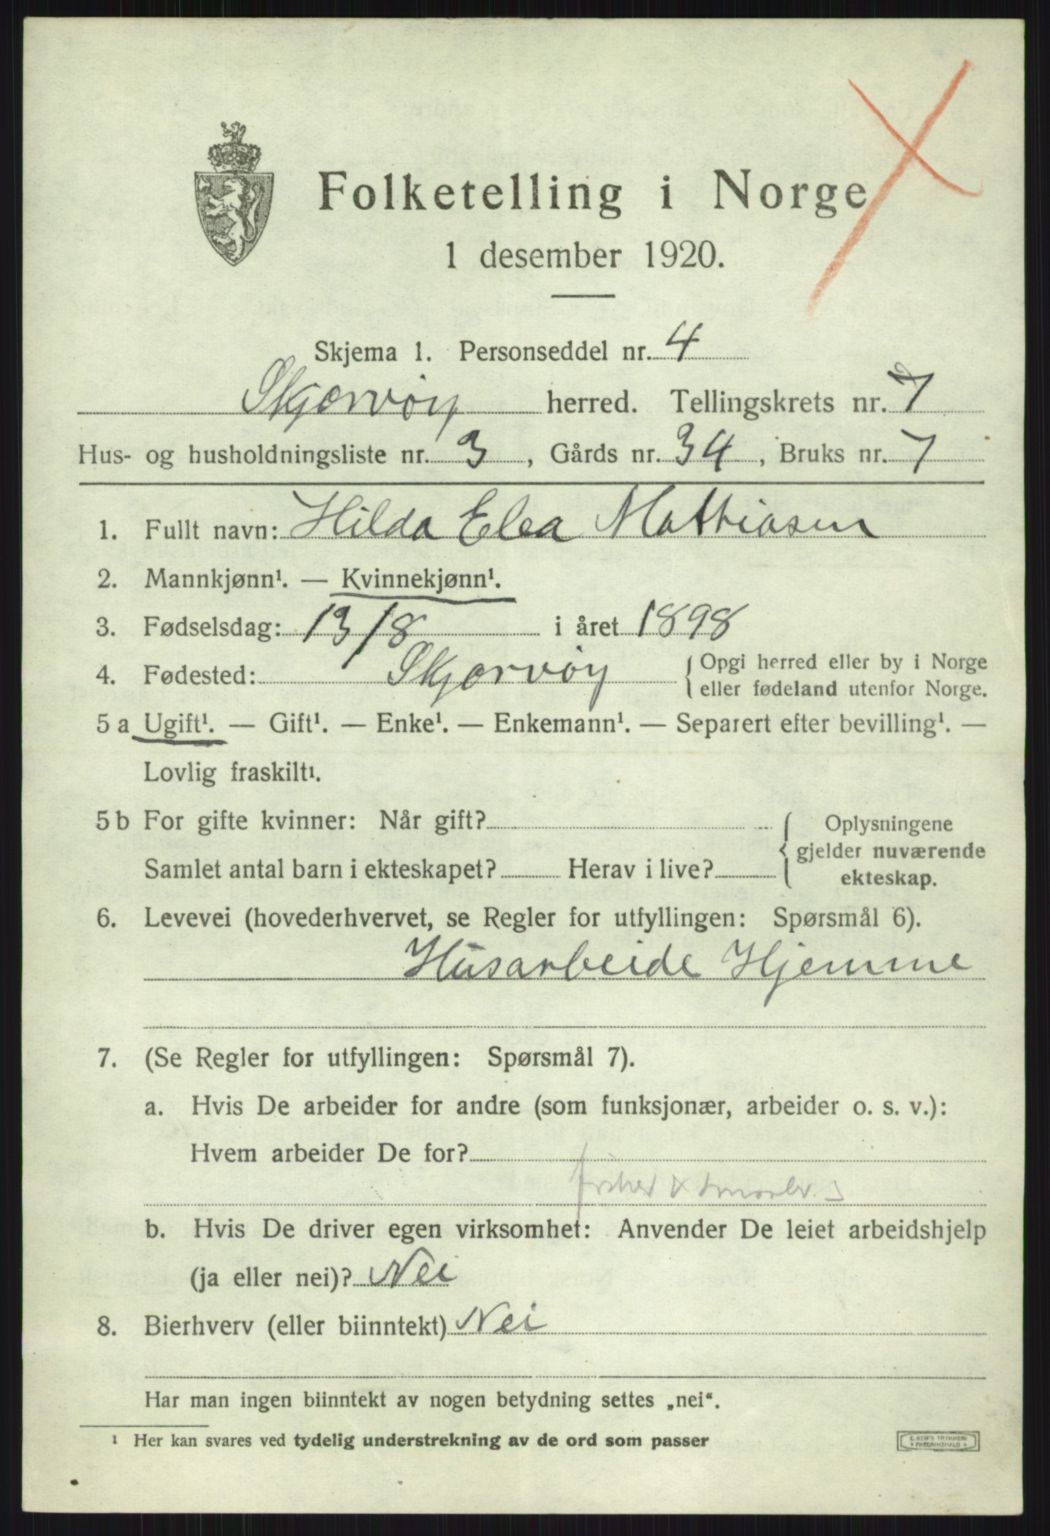 Folketelling i Norge
1 desember 1920.
Skjema 1. Personseddel nr. 4
Skjervøy herred. Tellingskrets nr. 7
Hus- og husholdningsliste nr. 3, Gårds nr. 34, Bruks nr. 7
1. Fullt navn: Hilda Elea Mathiasen
2. Mannkjønn¹. — Kvinnekjønn¹.
3. Fødselsdag: 13/8 i året 1898
4. Fødested: Skjervøy { Opgi herred eller by i Norge
eller fødeland utenfor Norge.
5 a Ugift¹. — Gift¹. — Enke¹. — Enkemann¹. — Separert efter bevilling¹. —
Lovlig fraskilt¹.
5 b For gifte kvinner: Når gift? { Oplysningene
gjelder nuværende
Samlet antal barn i ekteskapet? Herav i live? ekteskap.
6. Levevei (hovederhvervet, se Regler for utfyllingen: Spørsmål 6).
Husarbeide Hjemme
7. (Se Regler for utfyllingen: Spørsmål 7).
a. Hvis De arbeider for andre (som funksjonær, arbeider o. s. v.):
Hvem arbeider De for?
b. Hvis De driver egen virksomhet: Anvender De leiet arbeidshjelp
(ja eller nei)? Nei
8. Bierhverv (eller biinntekt) Nei
Har man ingen biinntekt av nogen betydning settes „nei“.
¹ Her kan svares ved tydelig understrekning av de ord som passer